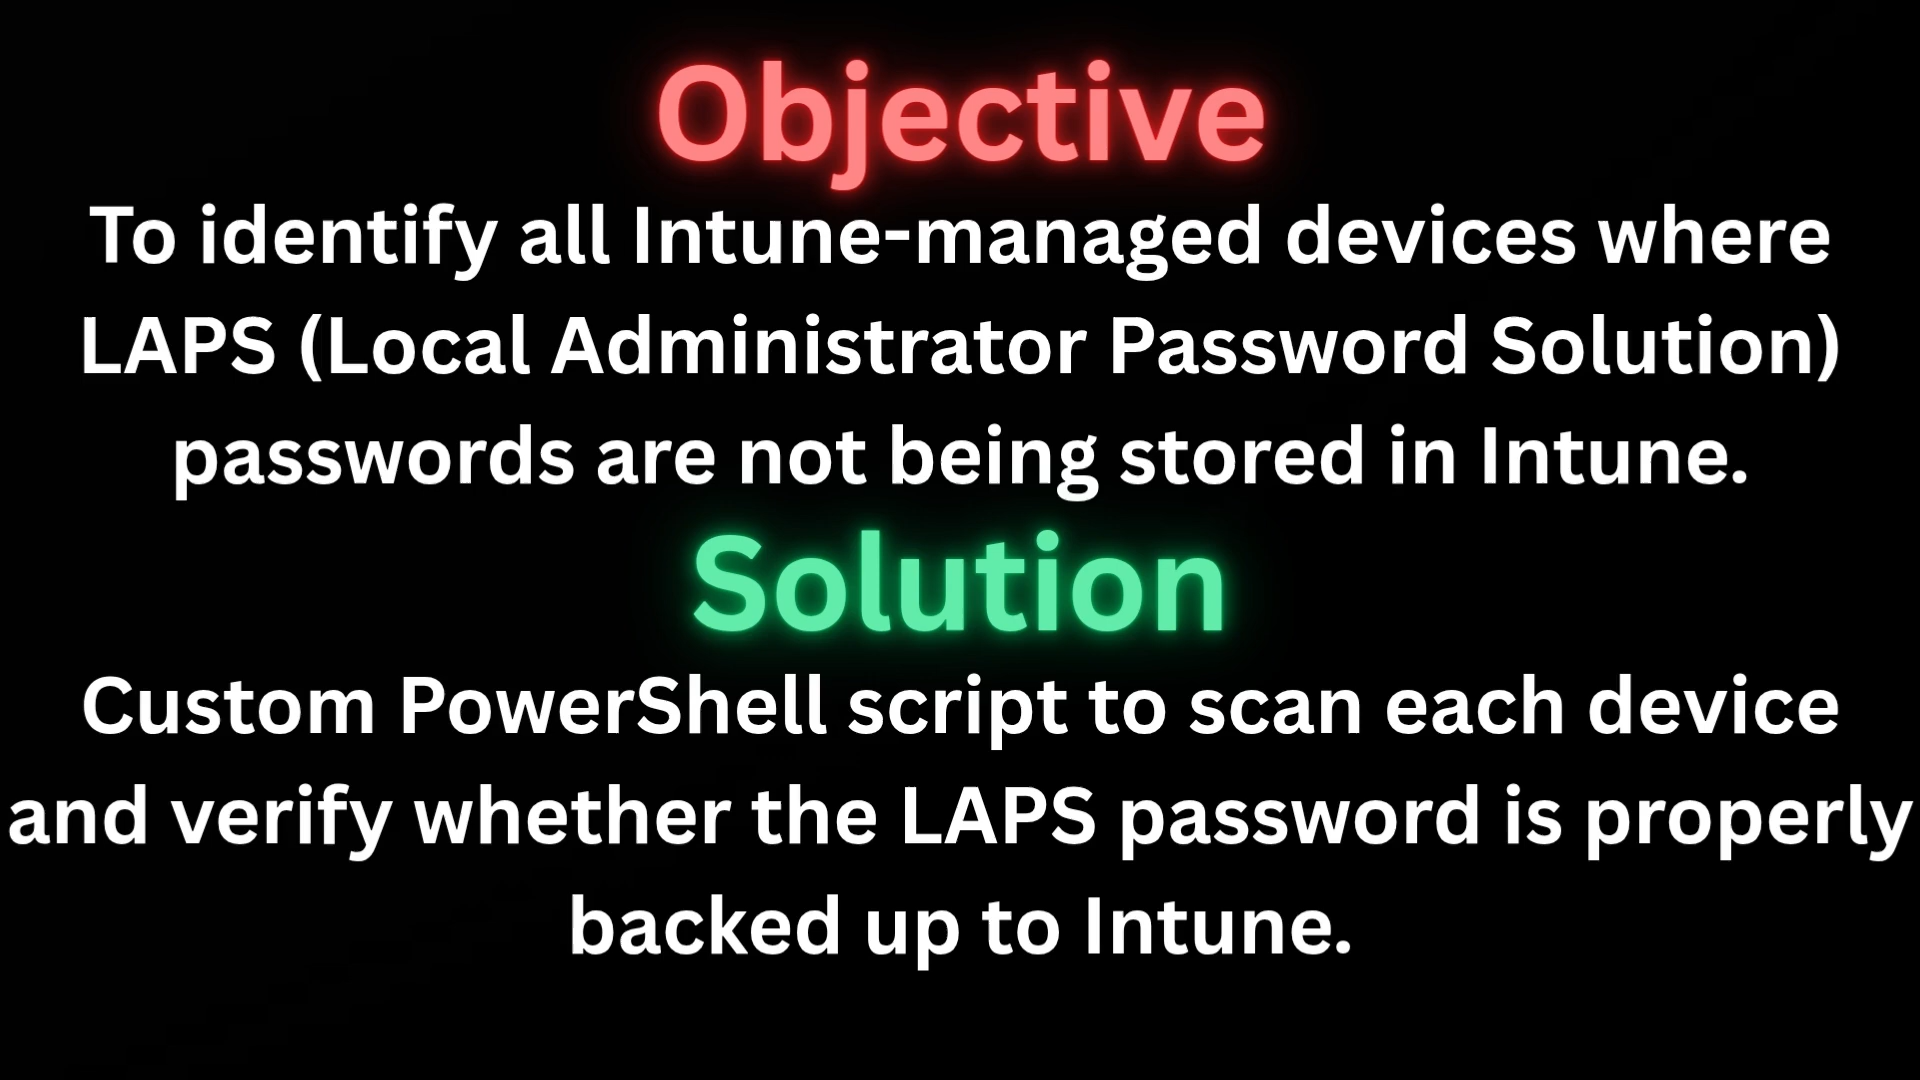 Objective
To identify all Intune-managed devices where
LAPS (Local Administrator Password Solution)
passwords are not being stored in Intune.
Solution
Custom PowerShell script to scan each device
and verify whether the LAPS password is properly
backed up to Intune.